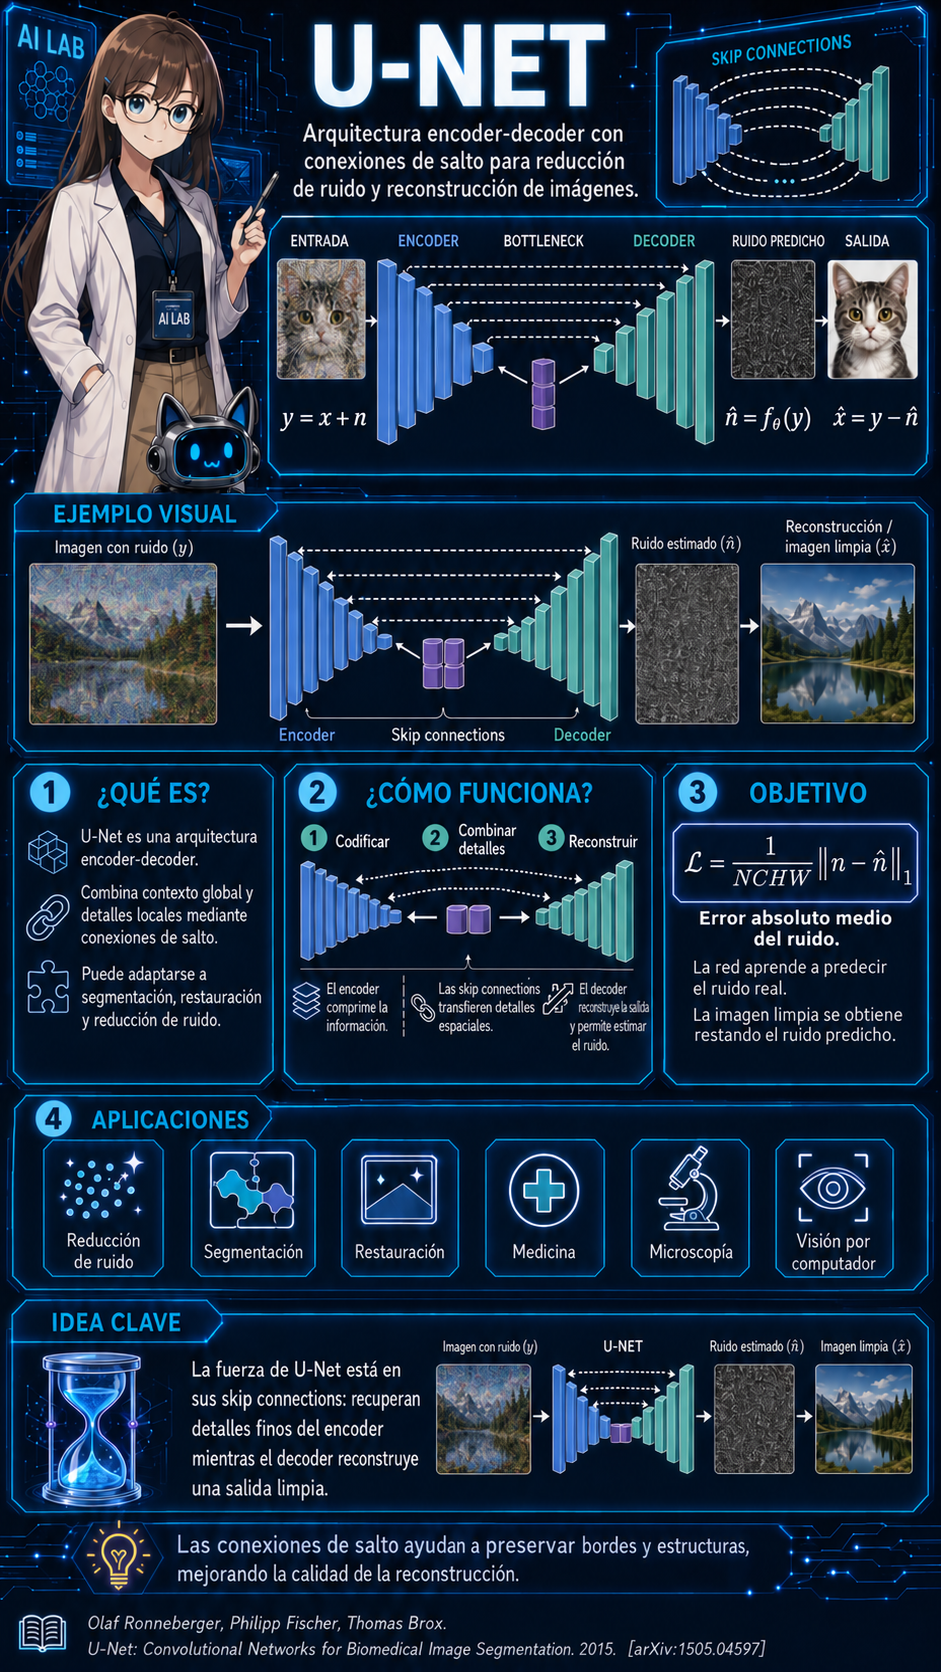 AI LAB
U-NET
Arquitectura encoder-decoder con
conexiones de salto para reducción
de ruido y reconstrucción de imágenes.
SKIP CONNECTIONS
...
AI LAB
ENTRADA
ENCODER
BOTTLENECK
DECODER
RUIDO PREDICHO
SALIDA
y = x + n
n̂ = f_θ(y)
x̂ = y − n̂
EJEMPLO VISUAL
Imagen con ruido (y)
Ruido estimado (n̂)
Reconstrucción /
imagen limpia (x̂)
Encoder
Skip connections
Decoder
1 ¿QUÉ ES?
U-Net es una arquitectura
encoder-decoder.
Combina contexto global y
detalles locales mediante
conexiones de salto.
Puede adaptarse a
segmentación, restauración
y reducción de ruido.
2 ¿CÓMO FUNCIONA?
1 Codificar
2 Combinar
detalles
3 Reconstruir
El encoder
comprime la
información.
Las skip connections
transfieren detalles
espaciales.
El decoder
reconstruye la salida
y permite estimar
el ruido.
3 OBJETIVO
ℒ = 1/NCHW ‖n − n̂‖₁
Error absoluto medio
del ruido.
La red aprende a predecir
el ruido real.
La imagen limpia se obtiene
restando el ruido predicho.
4 APLICACIONES
Reducción
de ruido
Segmentación
Restauración
Medicina
Microscopía
Visión por
computador
IDEA CLAVE
La fuerza de U-Net está en
sus skip connections: recuperan
detalles finos del encoder
mientras el decoder reconstruye
una salida limpia.
Imagen con ruido (y)
U-NET
Ruido estimado (n̂)
Imagen limpia (x̂)
Las conexiones de salto ayudan a preservar bordes y estructuras,
mejorando la calidad de la reconstrucción.
Olaf Ronneberger, Philipp Fischer, Thomas Brox.
U-Net: Convolutional Networks for Biomedical Image Segmentation. 2015. [arXiv:1505.04597]